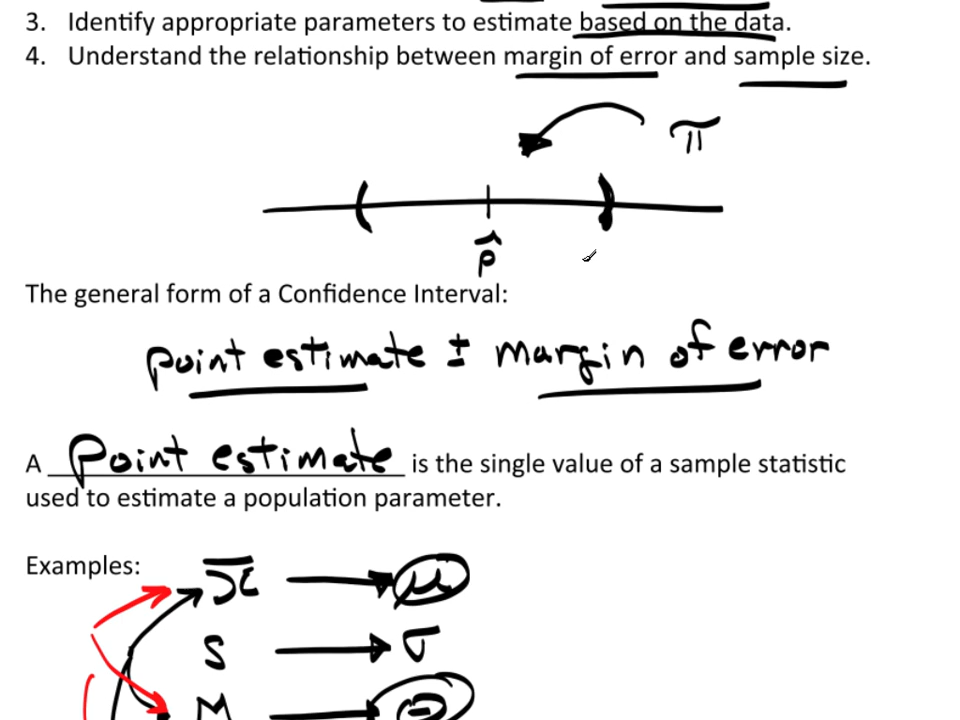 3. Identify appropriate parameters to estimate based on the data.
4. Understand the relationship between margin of error and sample size.
π
p̂
The general form of a Confidence Interval:
point estimate ± margin of error
A Point estimate is the single value of a sample statistic
used to estimate a population parameter.
Examples:
x̄ → μ
S → σ
M →